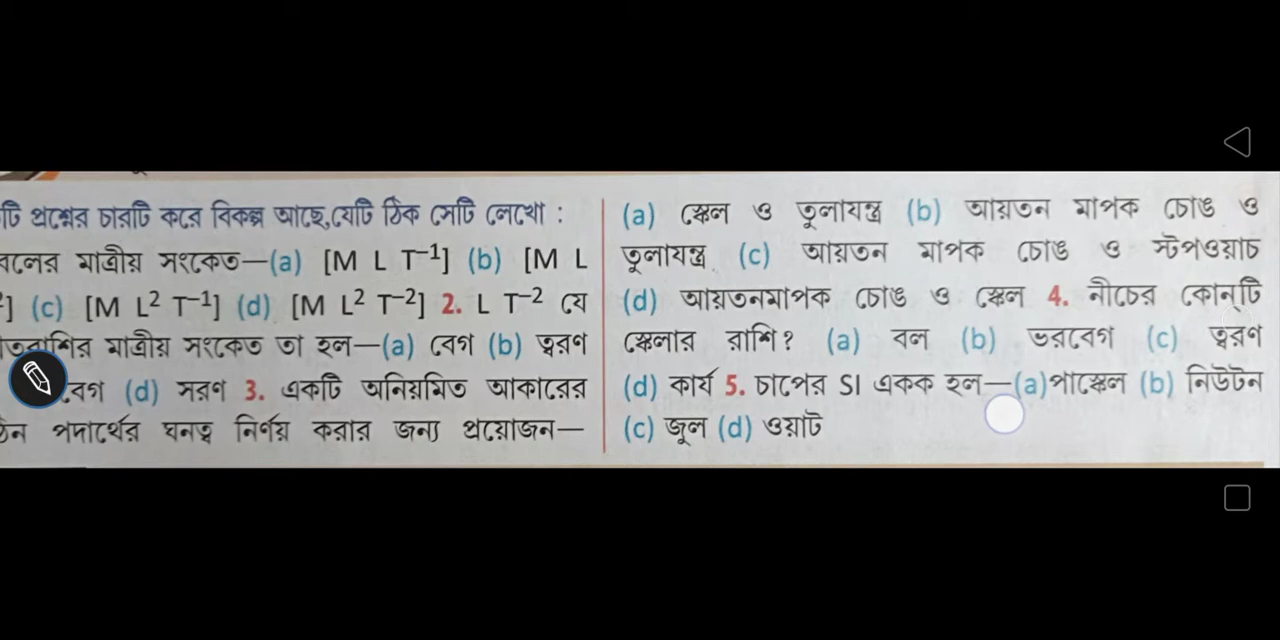 টি প্রশ্নের চারটি করে বিকল্প আছে, যেটি ঠিক সেটি লেখো :
বলের মাত্রীয় সংকেত—(a) [M L T⁻¹] (b) [M L
] (c) [M L² T⁻¹] (d) [M L² T⁻²] 2. L T⁻² যে
মাত্রীয় সংকেত তা হল—(a) বেগ (b) ত্বরণ
(d) সরণ 3. একটি অনিয়মিত আকারের
পদার্থের ঘনত্ব নির্ণয় করার জন্য প্রয়োজন—
(a) স্কেল ও তুলাযন্ত্র (b) আয়তন মাপক চোঙ ও
তুলাযন্ত্র (c) আয়তন মাপক চোঙ ও স্টপওয়াচ
(d) আয়তনমাপক চোঙ ও স্কেল 4. নীচের কোন্‌টি
স্কেলার রাশি? (a) বল (b) ভরবেগ (c) ত্বরণ
(d) কার্য 5. চাপের SI একক হল—(a)পাস্কেল (b) নিউটন
(c) জুল (d) ওয়াট